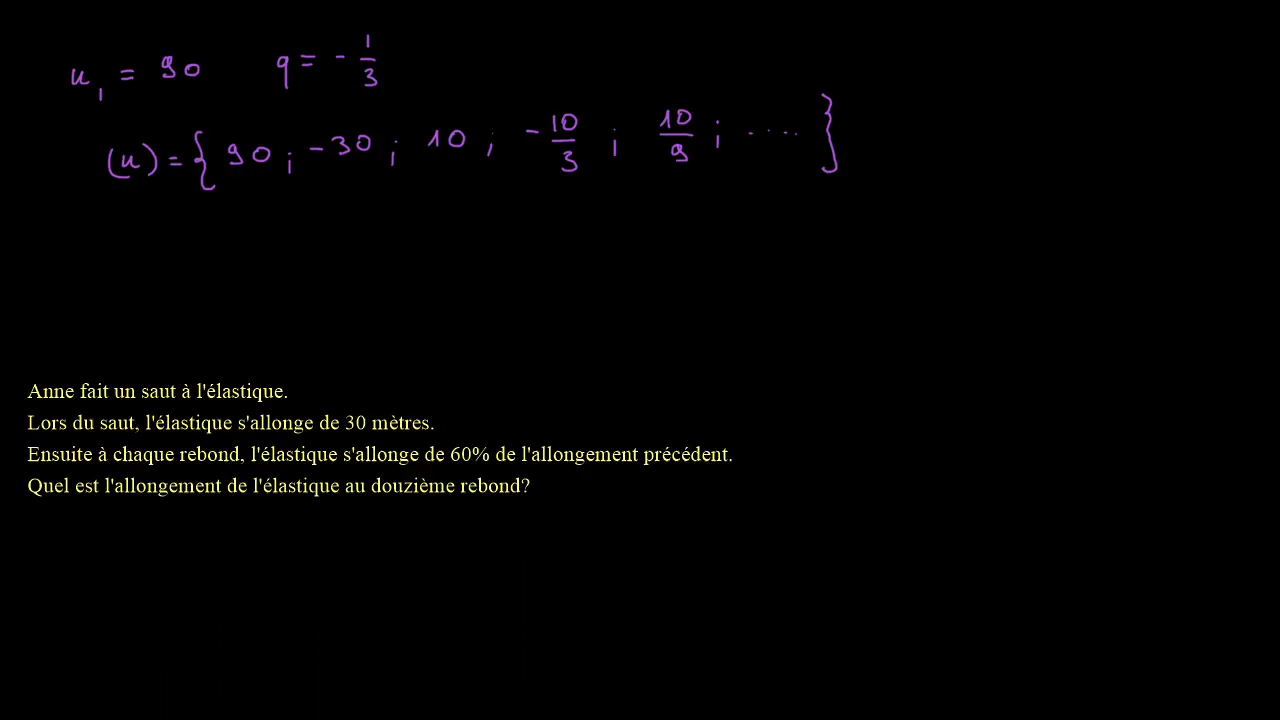 u₁ = 90 q = - 1/3
(u) = { 90 ; -30 ; 10 ; - 10/3 ; 10/9 ; .... }
Anne fait un saut à l'élastique.
Lors du saut, l'élastique s'allonge de 30 mètres.
Ensuite à chaque rebond, l'élastique s'allonge de 60% de l'allongement précédent.
Quel est l'allongement de l'élastique au douzième rebond?